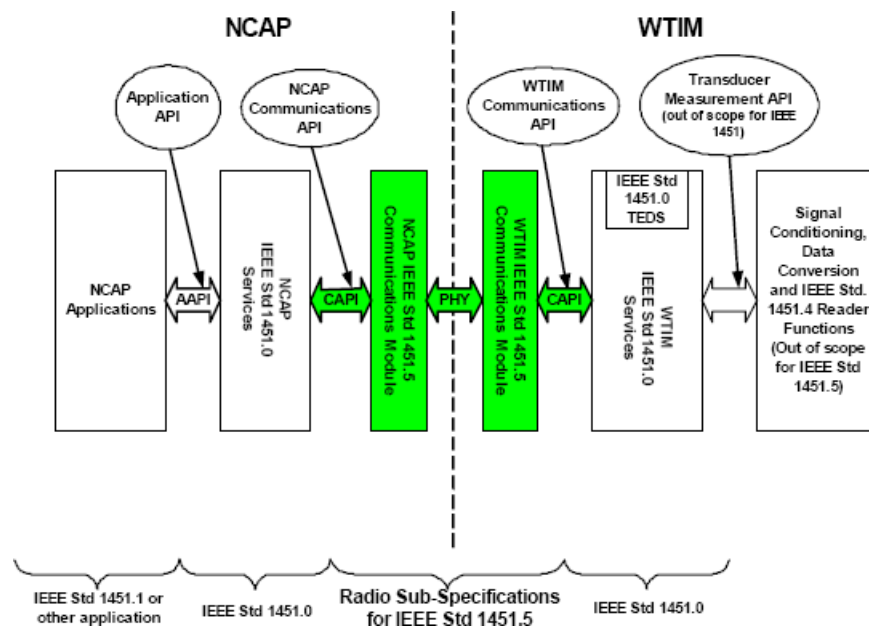 NCAP
WTIM
Application
API
NCAP
Communications
API
WTIM
Communications
API
Transducer
Measurement API
(out of scope for IEEE
1451)
NCAP
Applications
AAPI
NCAP
IEEE Std 1451.0
Services
CAPI
NCAP IEEE Std 1451.5
Communications Module
PHY
WTIM IEEE Std 1451.5
Communications Module
CAPI
IEEE Std
1451.0
TEDS
WTIM
IEEE Std 1451.0
Services
Signal
Conditioning,
Data
Conversion
and IEEE Std.
1451.4 Reader
Functions
(Out of scope
for IEEE Std
1451.5)
IEEE Std 1451.1 or
other application
IEEE Std 1451.0
Radio Sub-Specifications
for IEEE Std 1451.5
IEEE Std 1451.0